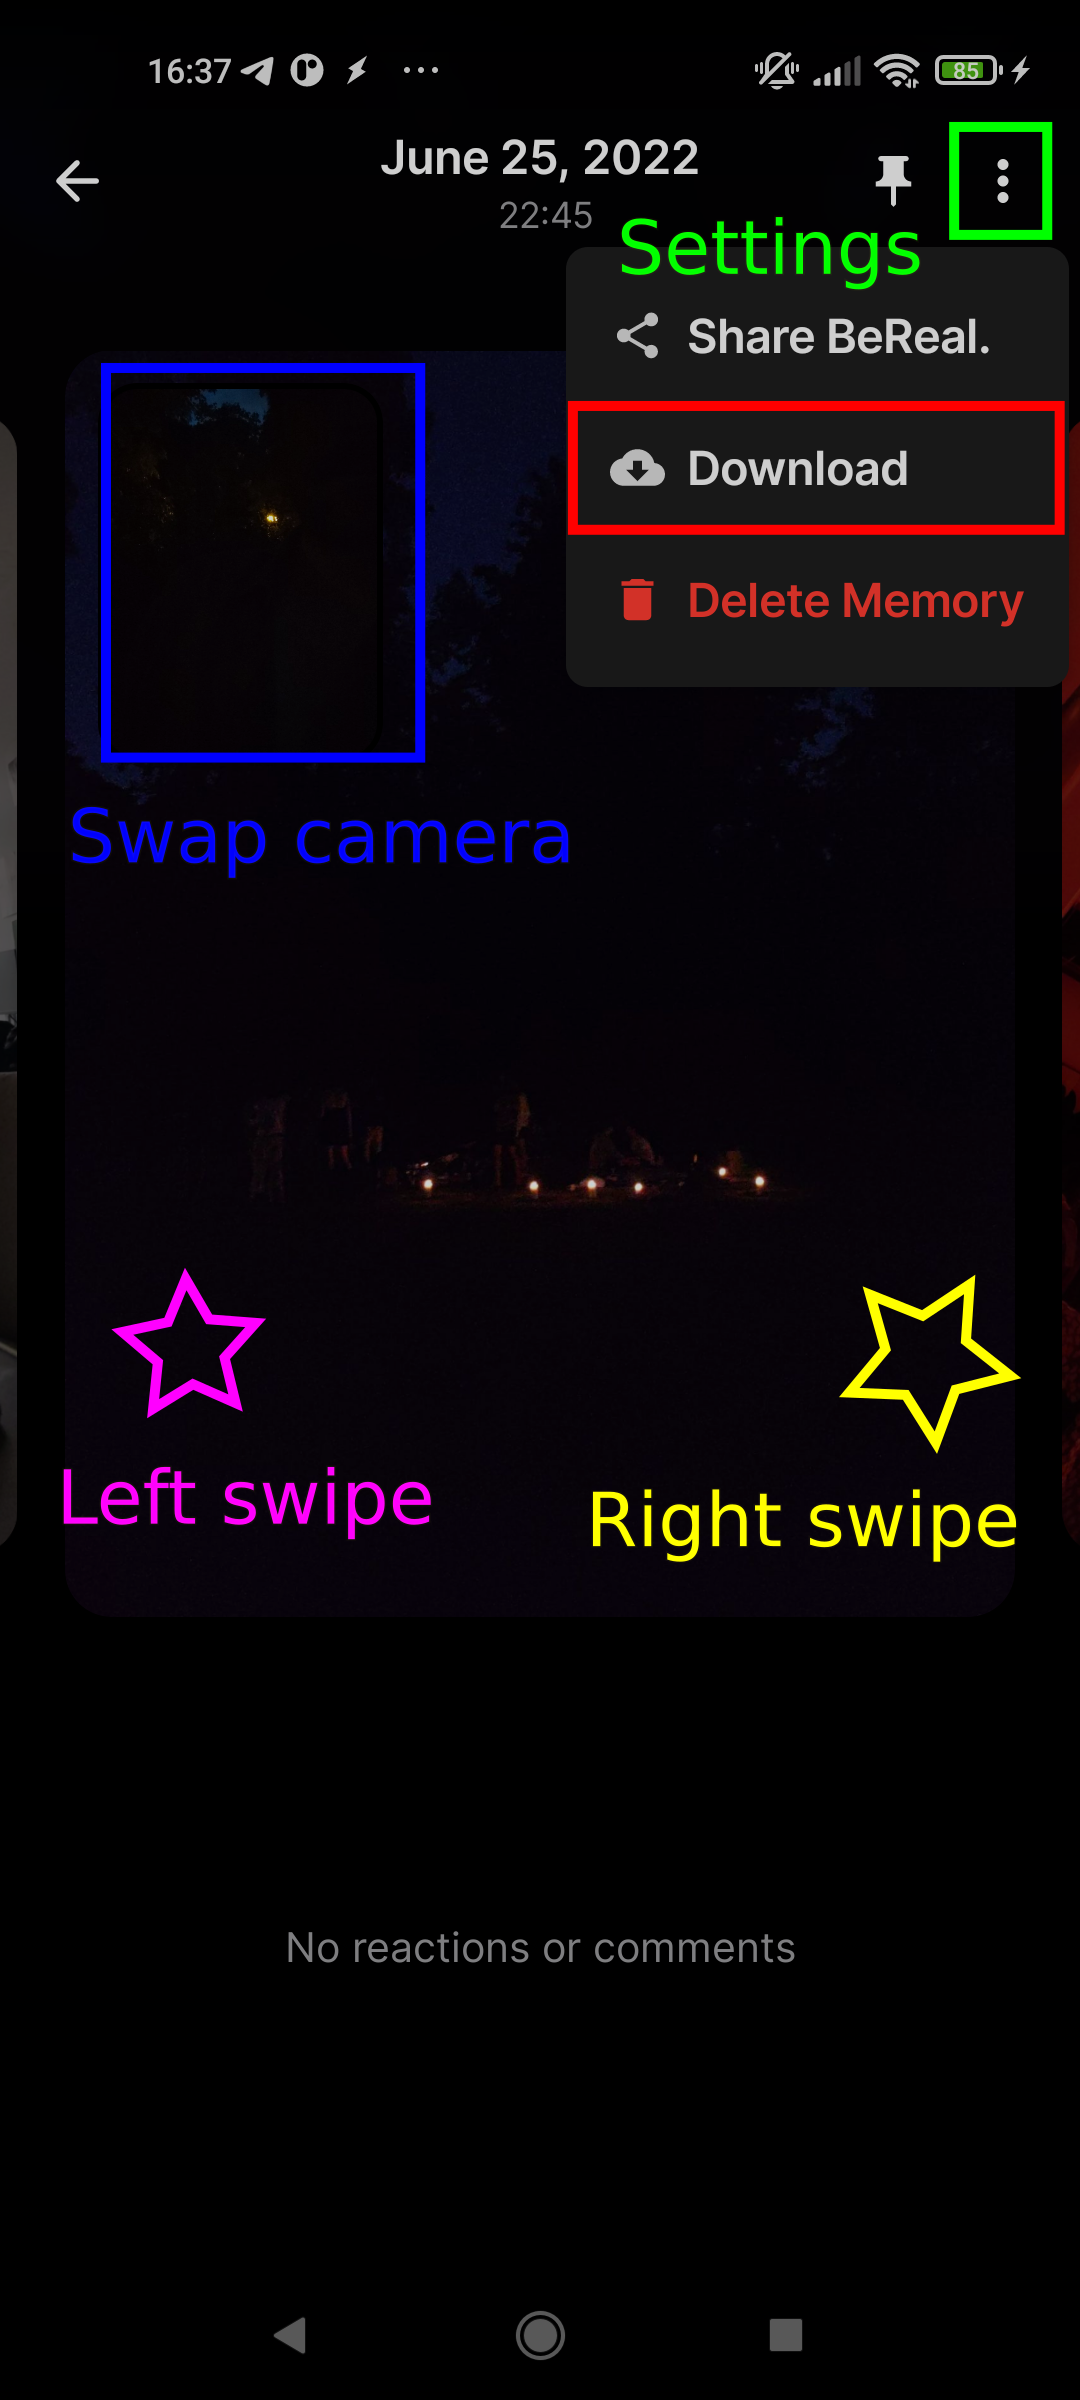 16:37
85
June 25, 2022
22:45
Settings
Share BeReal.
Download
Delete Memory
Swap camera
Left swipe
Right swipe
No reactions or comments